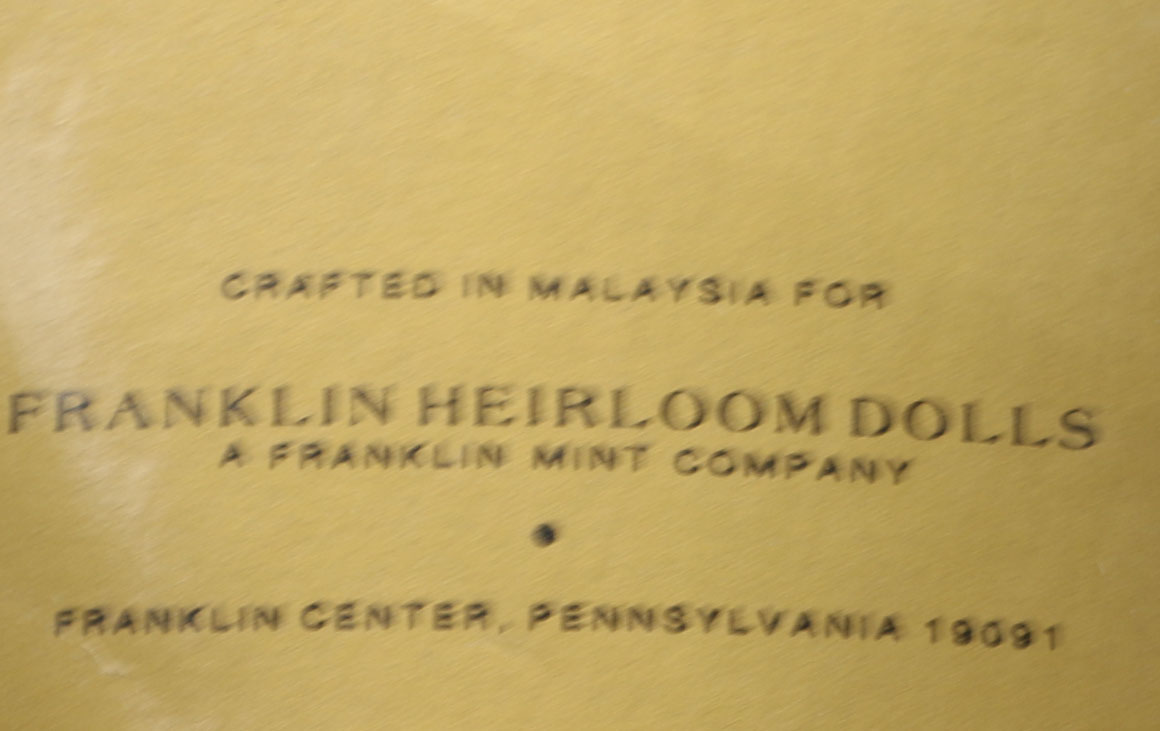 CRAFTED IN MALAYSIA FOR
FRANKLIN HEIRLOOM DOLLS
A FRANKLIN MINT COMPANY
•
FRANKLIN CENTER, PENNSYLVANIA 19091